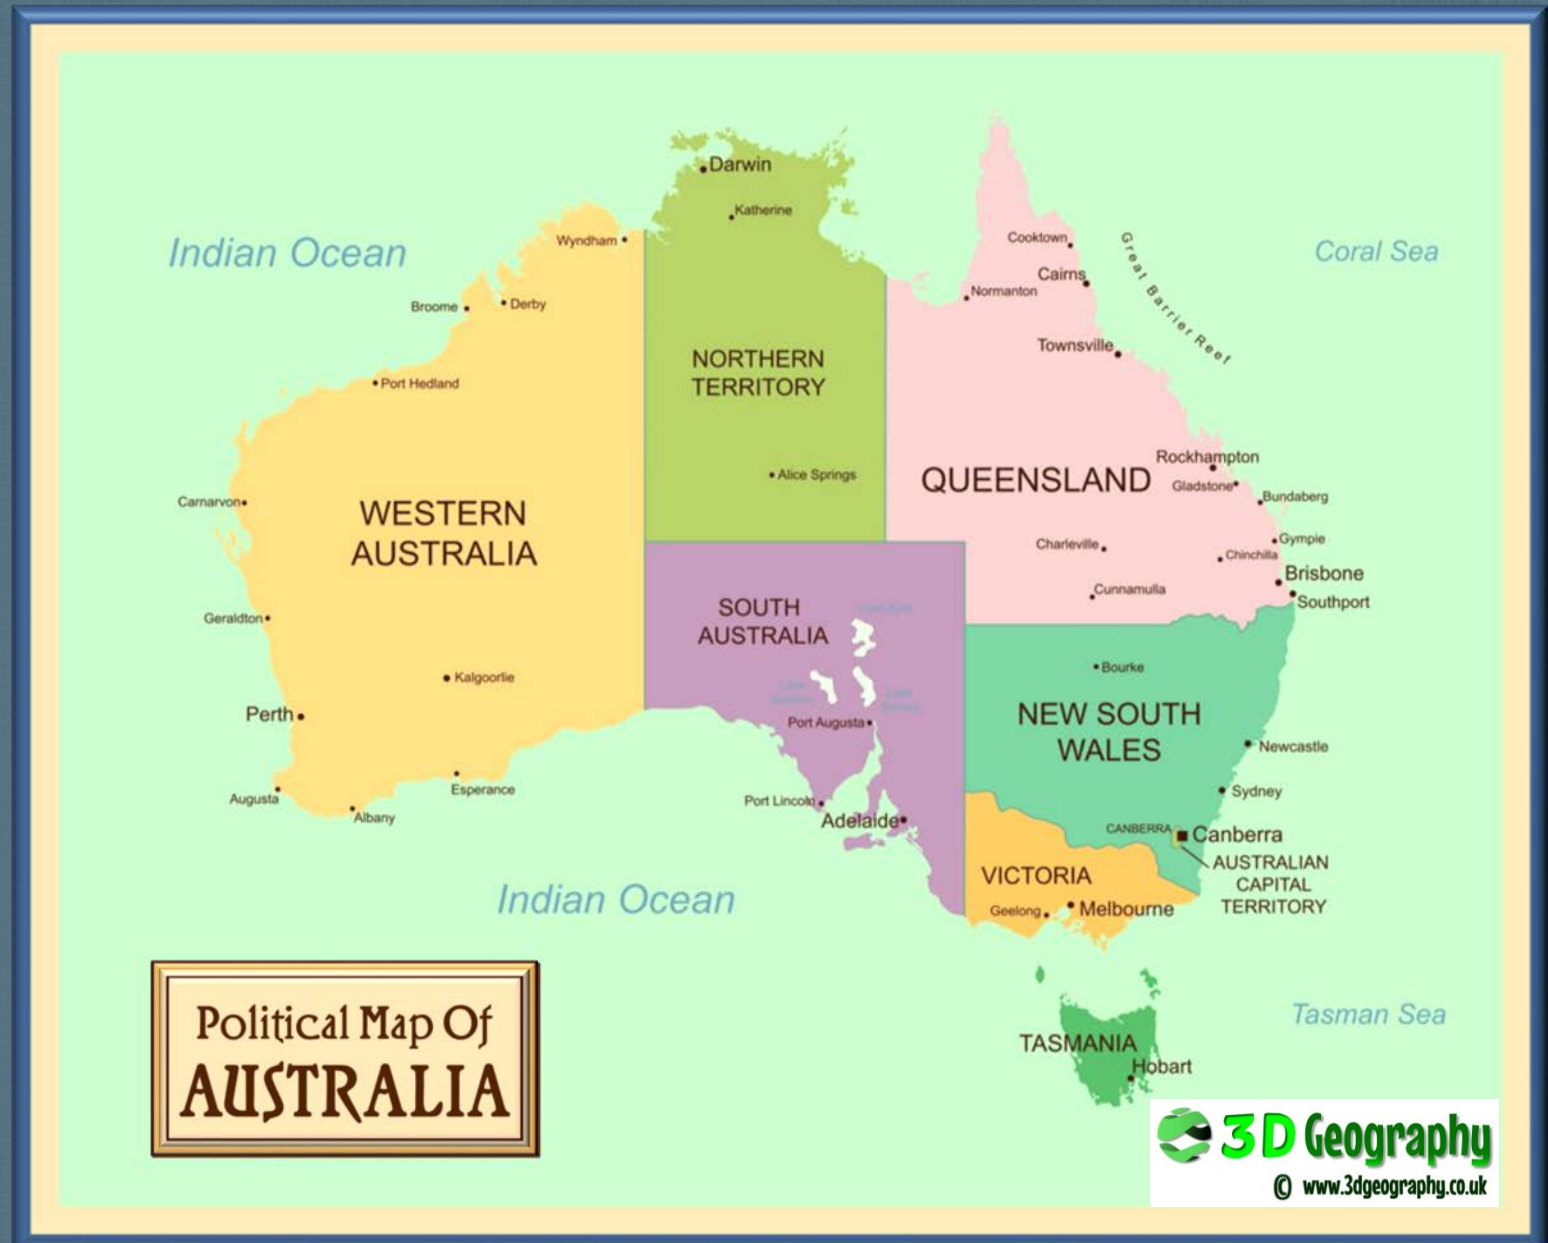 Darwin
Katherine
Wyndham
Indian Ocean
Great Barrier Reef
Coral Sea
Cooktown
Cairns
Normanton
Broome
Derby
Townsville
NORTHERN
TERRITORY
Port Hedland
Rockhampton
Gladstone
Bundaberg
QUEENSLAND
Alice Springs
Carnarvon
WESTERN
AUSTRALIA
Charleville
Gympie
Chinchilla
Brisbone
Cunnamulla
Southport
SOUTH
AUSTRALIA
Geraldton
Bourke
Kalgoorlie
Perth
Port Augusta
NEW SOUTH
WALES
Newcastle
Esperance
Augusta
Albany
Port Lincoln
Adelaide
Sydney
CANBERRA
Canberra
AUSTRALIAN
CAPITAL
TERRITORY
VICTORIA
Geelong
Melbourne
Indian Ocean
Tasman Sea
TASMANIA
Hobart
Political Map Of
AUSTRALIA
3D Geography
© www.3dgeography.co.uk